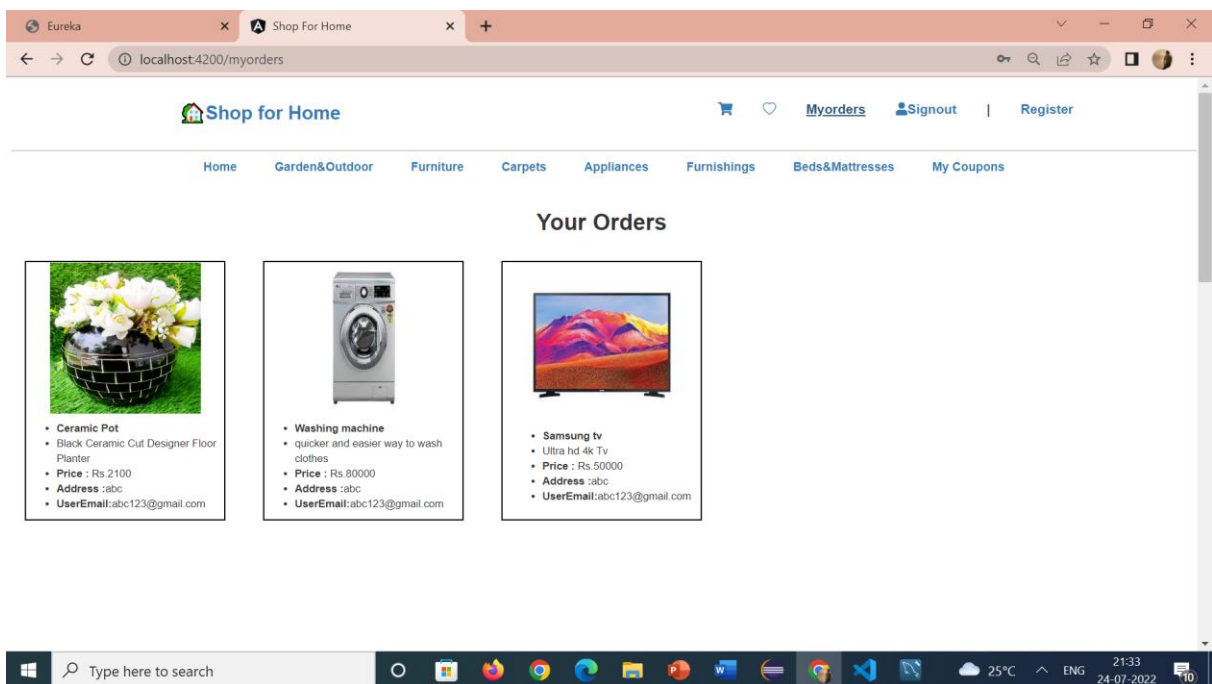 Eureka
Shop For Home
localhost:4200/myorders
Shop for Home
Myorders Signout | Register
Home Garden&Outdoor Furniture Carpets Appliances Furnishings Beds&Mattresses My Coupons
Your Orders
Ceramic Pot
Black Ceramic Cut Designer Floor
Planter
Price : Rs.2100
Address :abc
UserEmail:abc123@gmail.com
Washing machine
quicker and easier way to wash
clothes
Price : Rs.80000
Address :abc
UserEmail:abc123@gmail.com
Samsung tv
Ultra hd 4k Tv
Price : Rs.50000
Address :abc
UserEmail:abc123@gmail.com
Type here to search
25°C ENG
21:33
24-07-2022
10